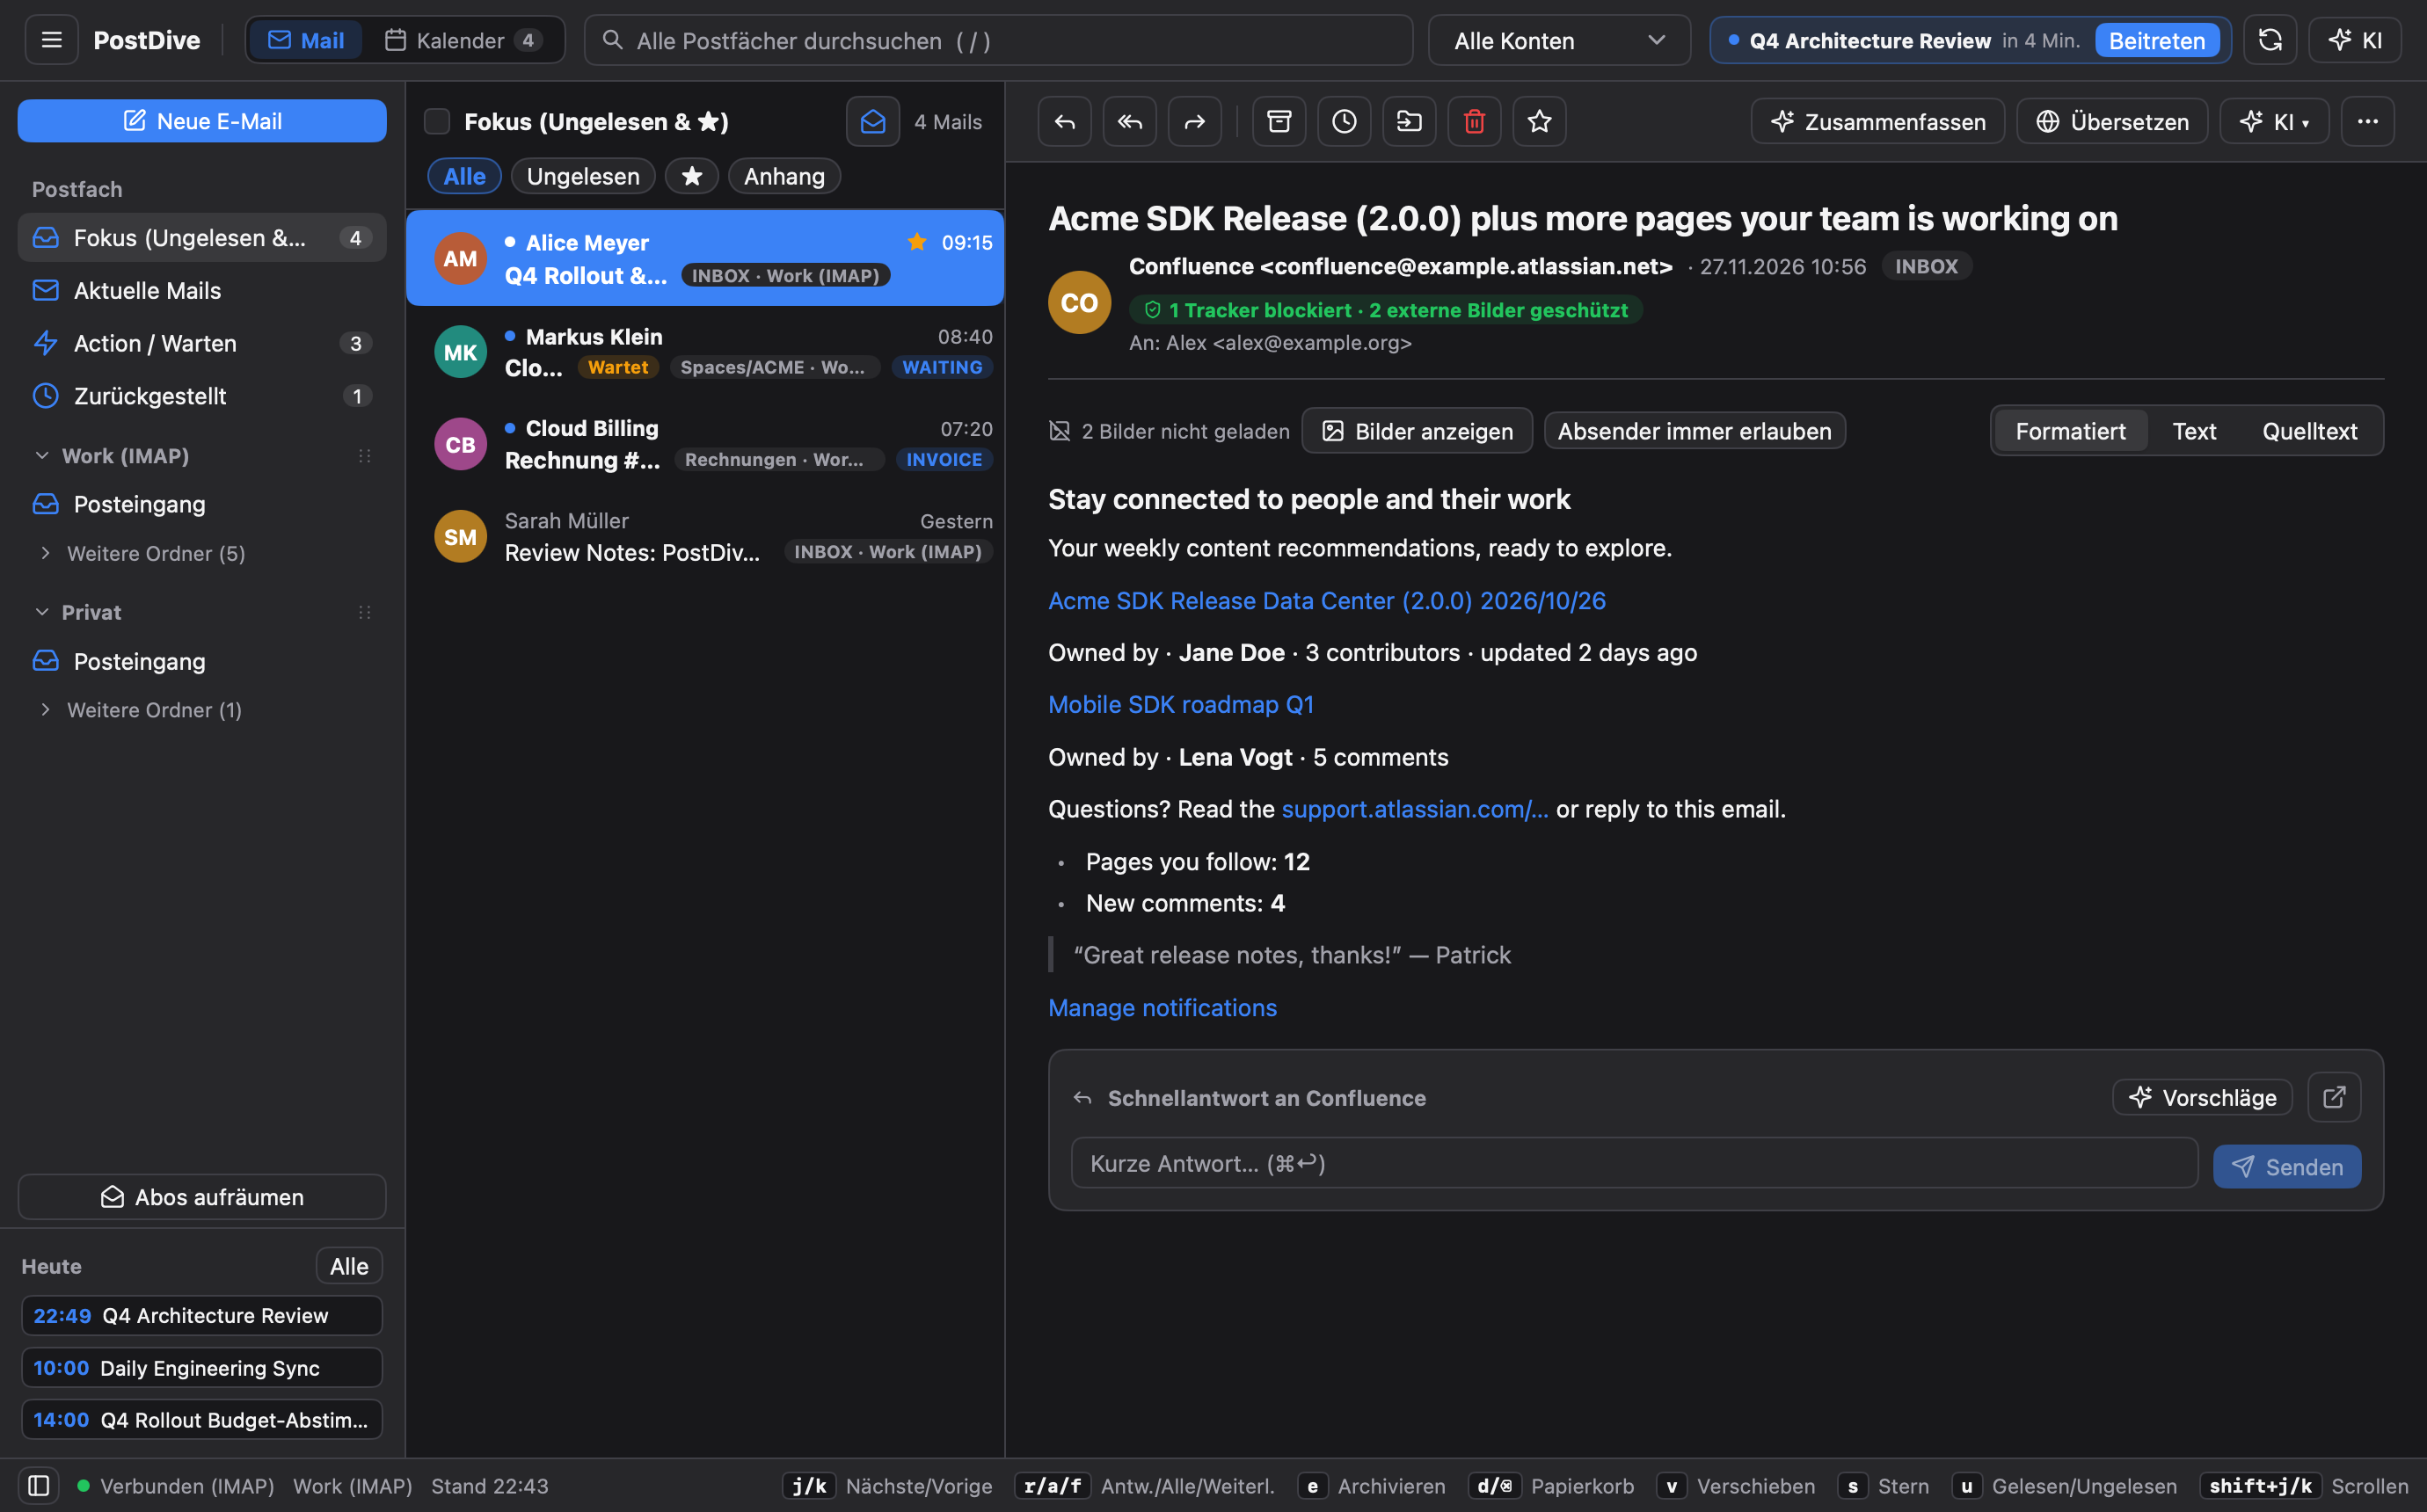 PostDive
Mail
Kalender 4
Alle Postfächer durchsuchen ( / )
Alle Konten
Q4 Architecture Review in 4 Min. Beitreten
KI
Neue E-Mail
Postfach
Fokus (Ungelesen &... 4
Aktuelle Mails
Action / Warten 3
Zurückgestellt 1
Work (IMAP)
Posteingang
Weitere Ordner (5)
Privat
Posteingang
Weitere Ordner (1)
Abos aufräumen
Heute Alle
22:49 Q4 Architecture Review
10:00 Daily Engineering Sync
14:00 Q4 Rollout Budget-Abstim...
Fokus (Ungelesen & ★) 4 Mails
Alle Ungelesen ★ Anhang
AM Alice Meyer 09:15
Q4 Rollout &... INBOX · Work (IMAP)
MK Markus Klein 08:40
Clo... Wartet Spaces/ACME · Wo... WAITING
CB Cloud Billing 07:20
Rechnung #... Rechnungen · Wor... INVOICE
SM Sarah Müller Gestern
Review Notes: PostDiv... INBOX · Work (IMAP)
Zusammenfassen Übersetzen KI ▾
Acme SDK Release (2.0.0) plus more pages your team is working on
CO Confluence <confluence@example.atlassian.net> · 27.11.2026 10:56 INBOX
1 Tracker blockiert · 2 externe Bilder geschützt
An: Alex <alex@example.org>
2 Bilder nicht geladen Bilder anzeigen Absender immer erlauben Formatiert Text Quelltext
Stay connected to people and their work
Your weekly content recommendations, ready to explore.
Acme SDK Release Data Center (2.0.0) 2026/10/26
Owned by · Jane Doe · 3 contributors · updated 2 days ago
Mobile SDK roadmap Q1
Owned by · Lena Vogt · 5 comments
Questions? Read the support.atlassian.com/... or reply to this email.
• Pages you follow: 12
• New comments: 4
“Great release notes, thanks!” — Patrick
Manage notifications
Schnellantwort an Confluence Vorschläge
Kurze Antwort... (⌘↩) Senden
Verbunden (IMAP) Work (IMAP) Stand 22:43 j/k Nächste/Vorige r/a/f Antw./Alle/Weiterl. e Archivieren d/⌫ Papierkorb v Verschieben s Stern u Gelesen/Ungelesen shift+j/k Scrollen